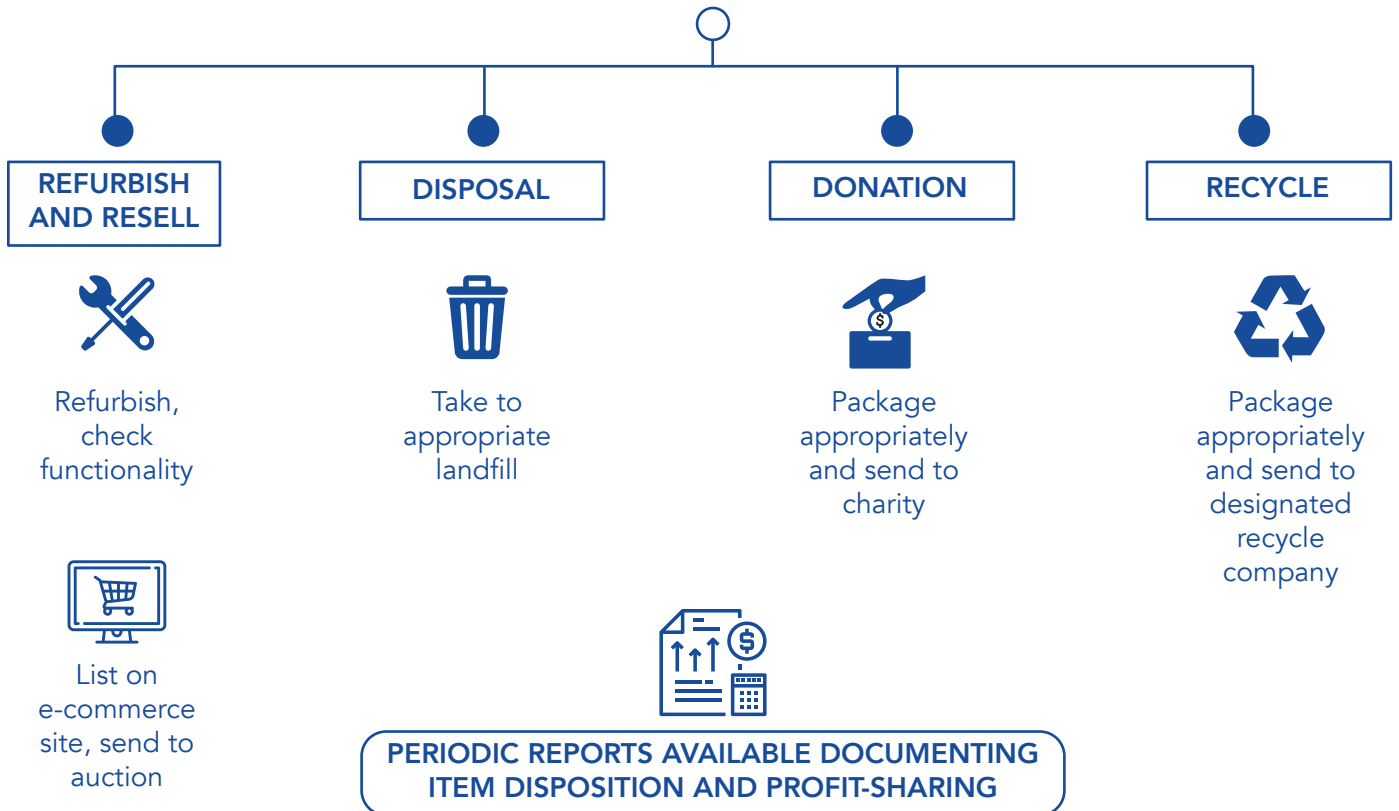 REFURBISH
AND RESELL
DISPOSAL
DONATION
RECYCLE
Refurbish,
check
functionality
Take to
appropriate
landfill
$
Package
appropriately
and send to
charity
Package
appropriately
and send to
designated
recycle
company
List on
e-commerce
site, send to
auction
$
PERIODIC REPORTS AVAILABLE DOCUMENTING
ITEM DISPOSITION AND PROFIT-SHARING